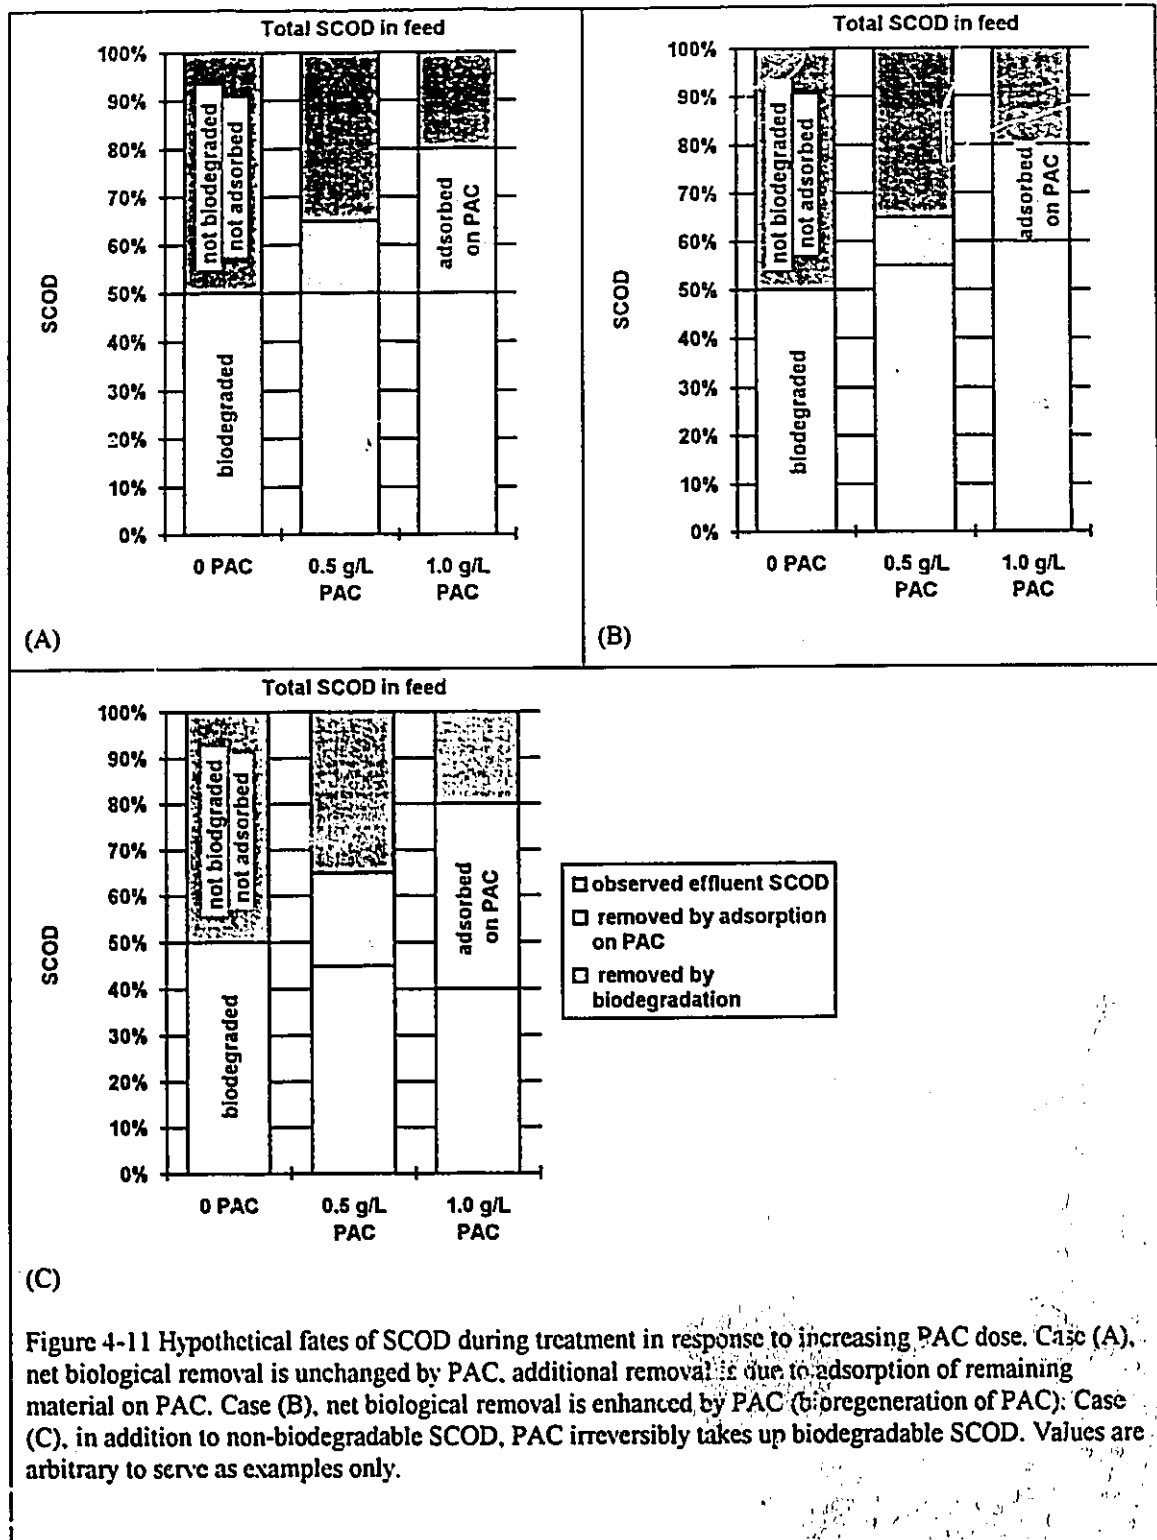 Total SCOD in feed
100%
90%
80%
70%
60%
50%
40%
30%
20%
10%
0%
SCOD
not biodegraded
not adsorbed
biodegraded
adsorbed
on PAC
0 PAC
0.5 g/L
PAC
1.0 g/L
PAC
(A)
Total SCOD in feed
100%
90%
80%
70%
60%
50%
40%
30%
20%
10%
0%
SCOD
not biodegraded
not adsorbed
biodegraded
adsorbed
on PAC
0 PAC
0.5 g/L
PAC
1.0 g/L
PAC
(B)
Total SCOD in feed
100%
90%
80%
70%
60%
50%
40%
30%
20%
10%
0%
SCOD
not biodgraded
not adsorbed
biodegraded
adsorbed
on PAC
0 PAC
0.5 g/L
PAC
1.0 g/L
PAC
observed effluent SCOD
removed by adsorption
on PAC
removed by
biodegradation
(C)
Figure 4-11 Hypothetical fates of SCOD during treatment in response to increasing PAC dose. Case (A),
net biological removal is unchanged by PAC, additional removal is due to adsorption of remaining
material on PAC. Case (B), net biological removal is enhanced by PAC (bioregeneration of PAC); Case
(C), in addition to non-biodegradable SCOD, PAC irreversibly takes up biodegradable SCOD. Values are
arbitrary to serve as examples only.